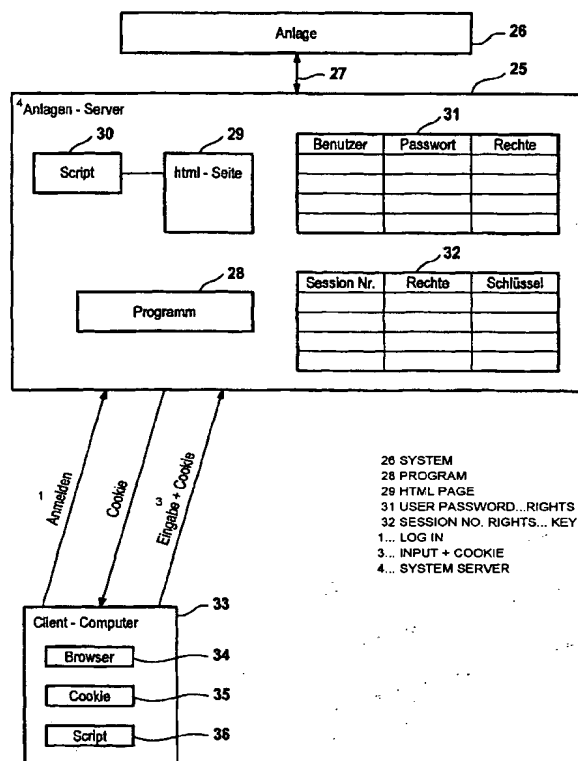 Anlage
26
27
25
4 Anlagen - Server
30
29
31
Script
html - Seite
Benutzer Passwort Rechte
32
28
Session Nr. Rechte Schlüssel
Programm
1 Anmelden
Cookie
3 Eingabe + Cookie
26 SYSTEM
28 PROGRAM
29 HTML PAGE
31 USER PASSWORD...RIGHTS
32 SESSION NO. RIGHTS... KEY
1... LOG IN
3... INPUT + COOKIE
4... SYSTEM SERVER
33
Client - Computer
Browser
34
Cookie
35
Script
36